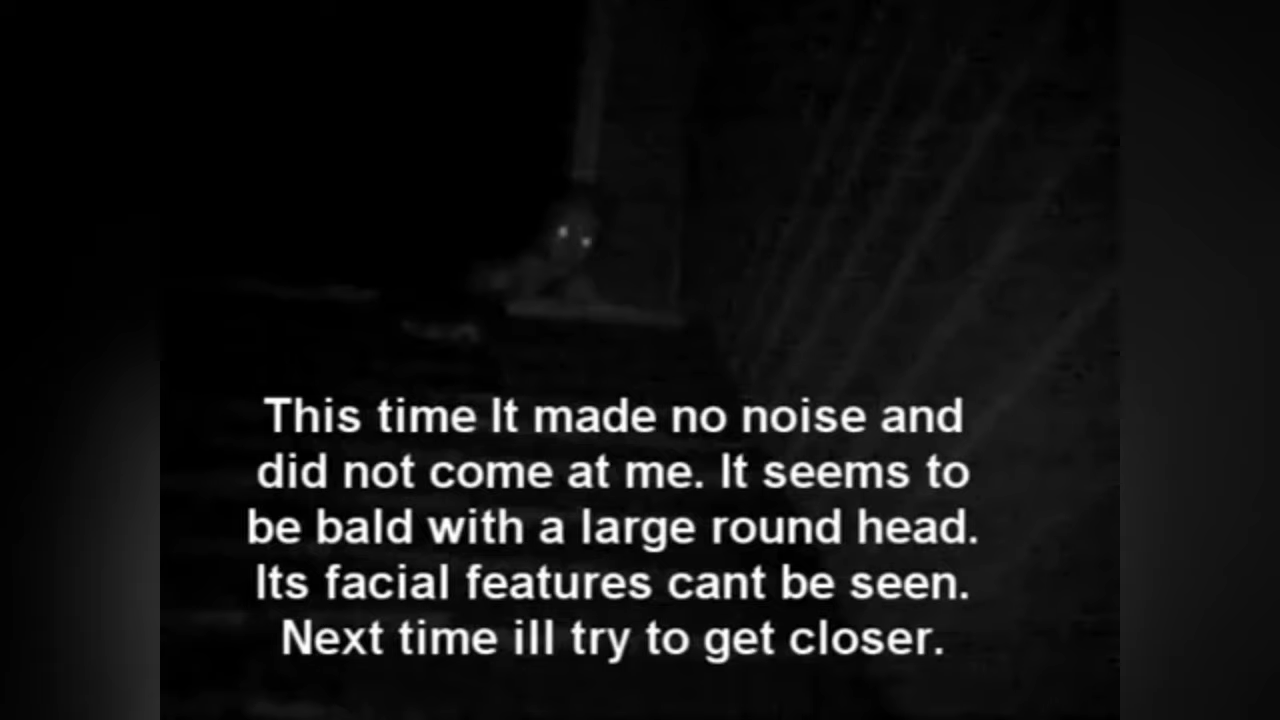 This time It made no noise and
did not come at me. It seems to
be bald with a large round head.
Its facial features cant be seen.
Next time ill try to get closer.